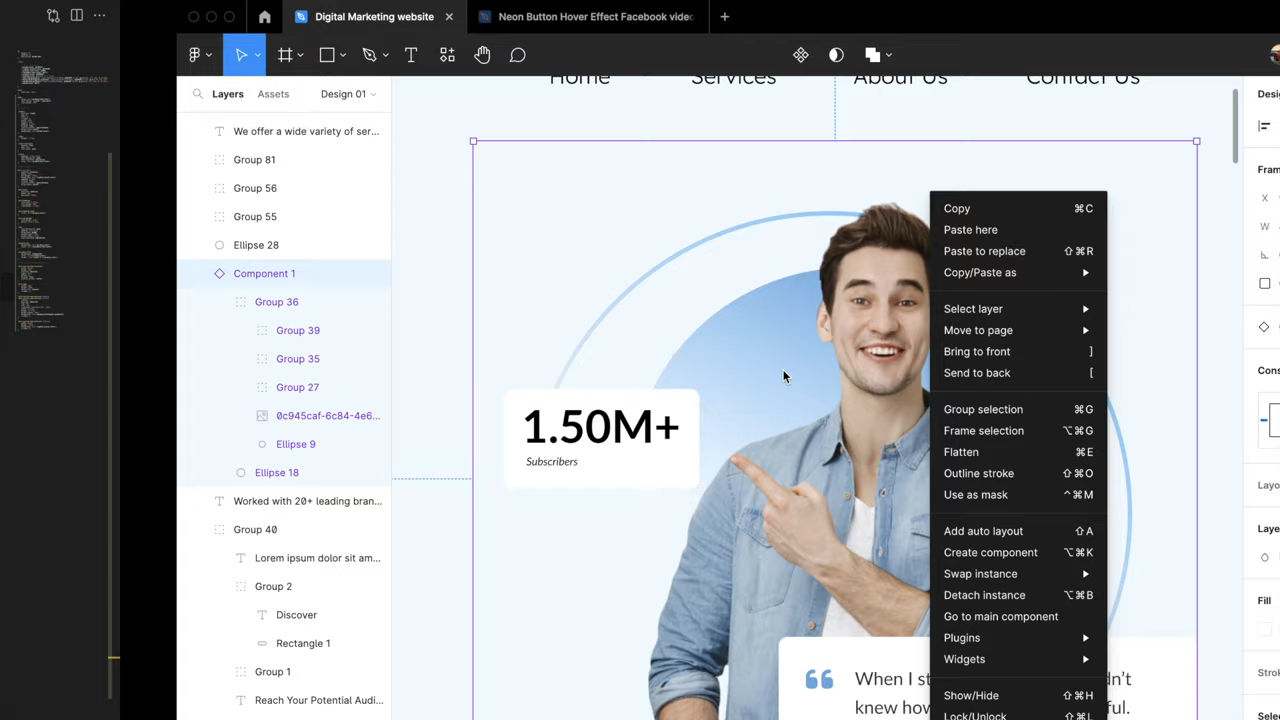 Digital Marketing website
Neon Button Hover Effect Facebook video
Layers
Assets
Design 01
We offer a wide variety of ser...
Group 81
Group 56
Group 55
Ellipse 28
Component 1
Group 36
Group 39
Group 35
Group 27
0c945caf-6c84-4e6...
Ellipse 9
Ellipse 18
Worked with 20+ leading bran...
Group 40
Lorem ipsum dolor sit am...
Group 2
Discover
Rectangle 1
Group 1
Reach Your Potential Audi...
Home Services About Us Contact Us
1.50M+
Subscribers
Copy ⌘C
Paste here
Paste to replace ⇧⌘R
Copy/Paste as
Select layer
Move to page
Bring to front ]
Send to back [
Group selection ⌘G
Frame selection ⌥⌘G
Flatten ⌘E
Outline stroke ⇧⌘O
Use as mask ^⌘M
Add auto layout ⇧A
Create component ⌥⌘K
Swap instance
Detach instance ⌥⌘B
Go to main component
Plugins
Widgets
Show/Hide ⇧⌘H
Lock/Unlock ⇧⌘L
When I st
n't
knew how
ful.
Desig
Fram
X
W
Cons
Layo
Laye
Fill
Strok
Selec